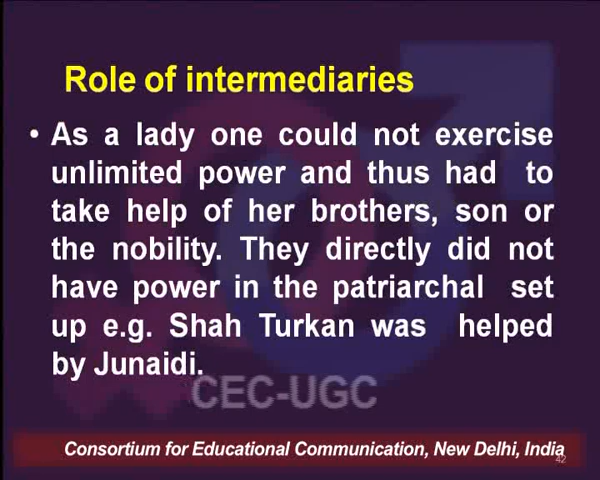 Role of intermediaries
• As a lady one could not exercise
unlimited power and thus had to
take help of her brothers, son or
the nobility. They directly did not
have power in the patriarchal set
up e.g. Shah Turkan was helped
by Junaidi.
CEC-UGC
Consortium for Educational Communication, New Delhi, India
42